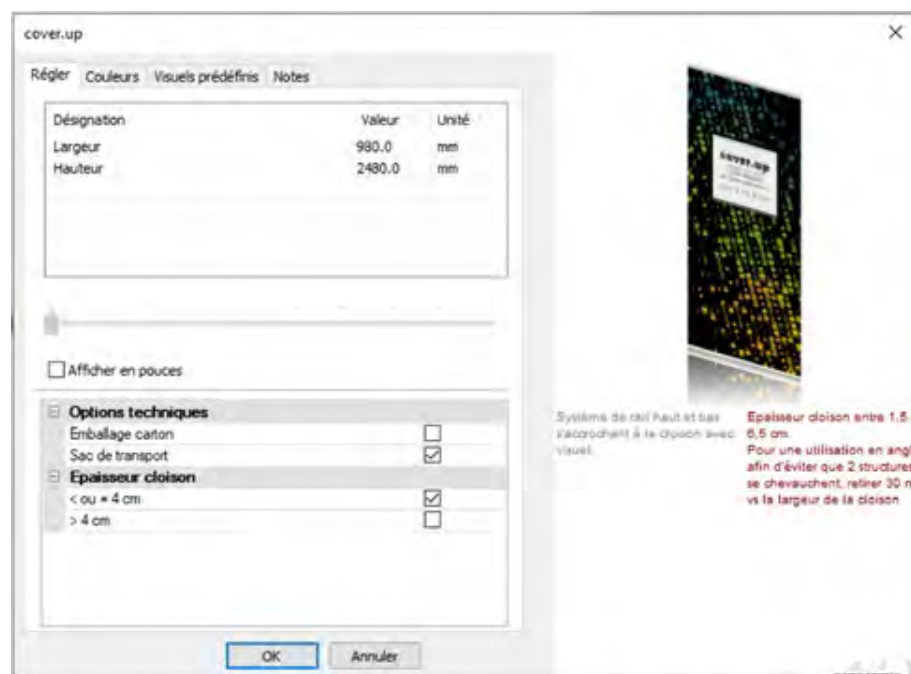 cover.up
Régler Couleurs Visuels prédéfinis Notes
Désignation Valeur Unité
Largeur 980.0 mm
Hauteur 2480.0 mm
Afficher en pouces
Options techniques
Emballage carton
Sac de transport
Epaisseur cloison
< ou = 4 cm
> 4 cm
OK Annuler
cover.up
Système de rail haut et bas
s'accrochent à la cloison avec
visuel.
Epaisseur cloison entre 1,5
6,5 cm.
Pour une utilisation en angl
afin d'éviter que 2 structures
se chevauchent, retirer 30 m
vs la largeur de la cloison